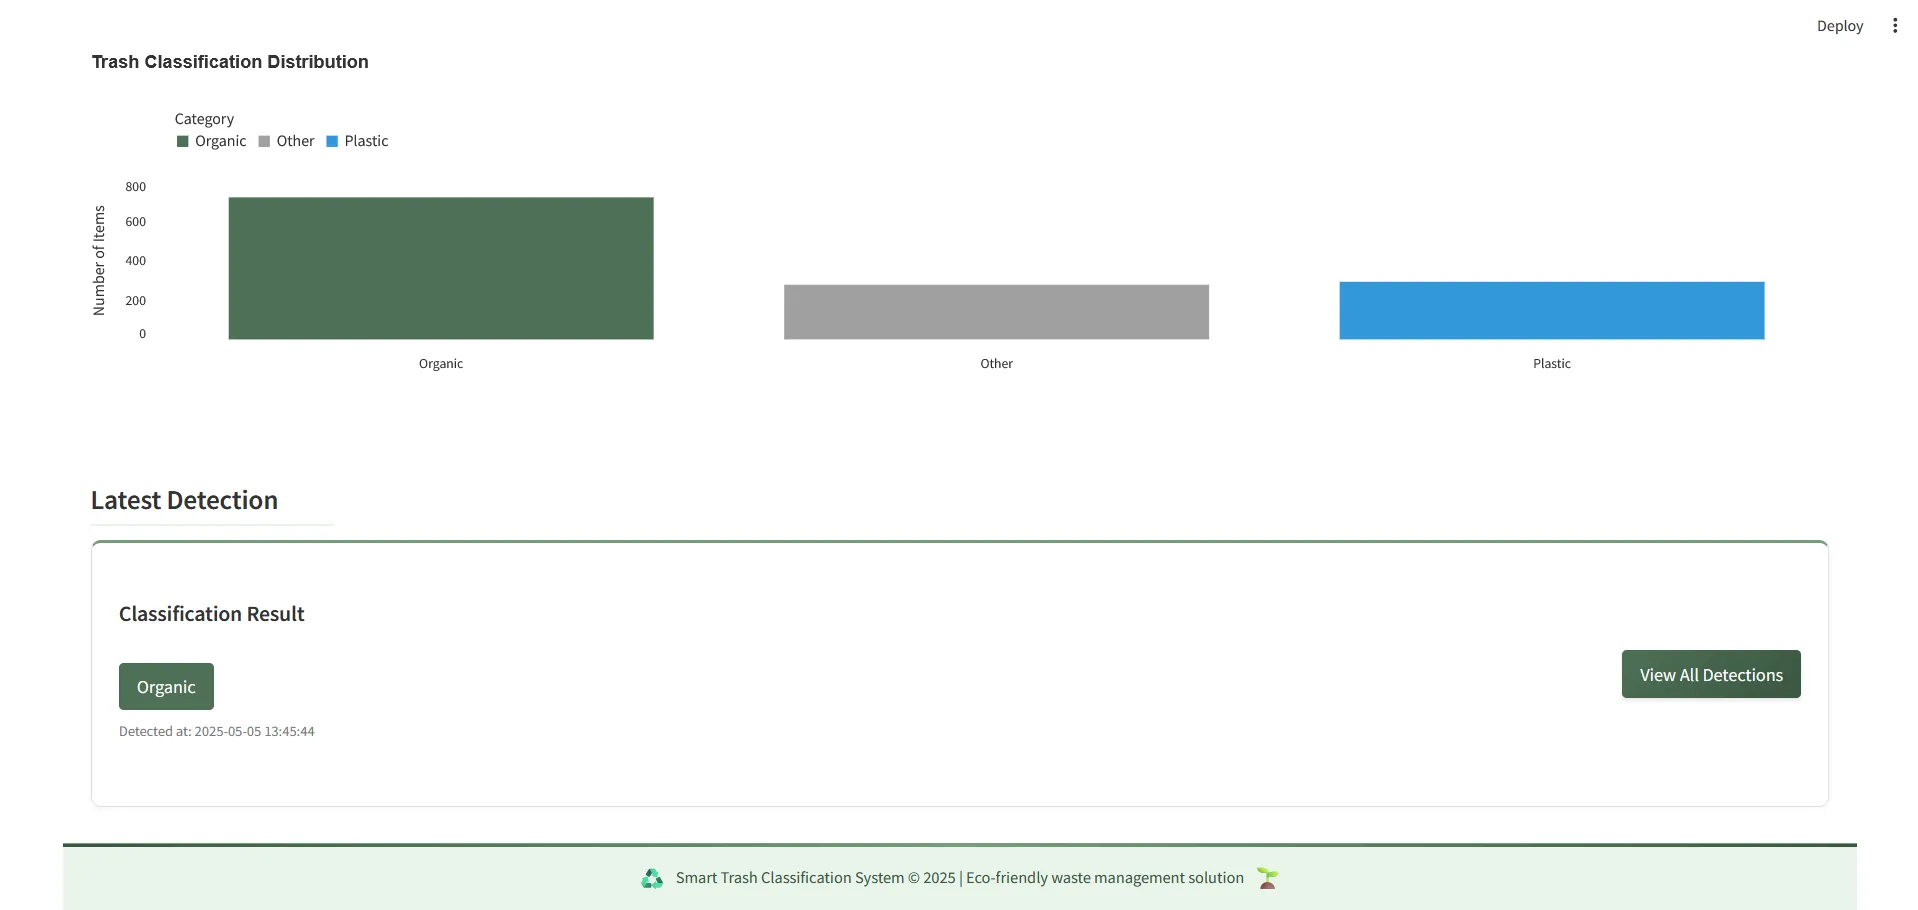 Deploy
Trash Classification Distribution
Category
Organic Other Plastic
800
600
400
200
0
Number of Items
Organic Other Plastic
Latest Detection
Classification Result
Organic
View All Detections
Detected at: 2025-05-05 13:45:44
Smart Trash Classification System © 2025 | Eco-friendly waste management solution